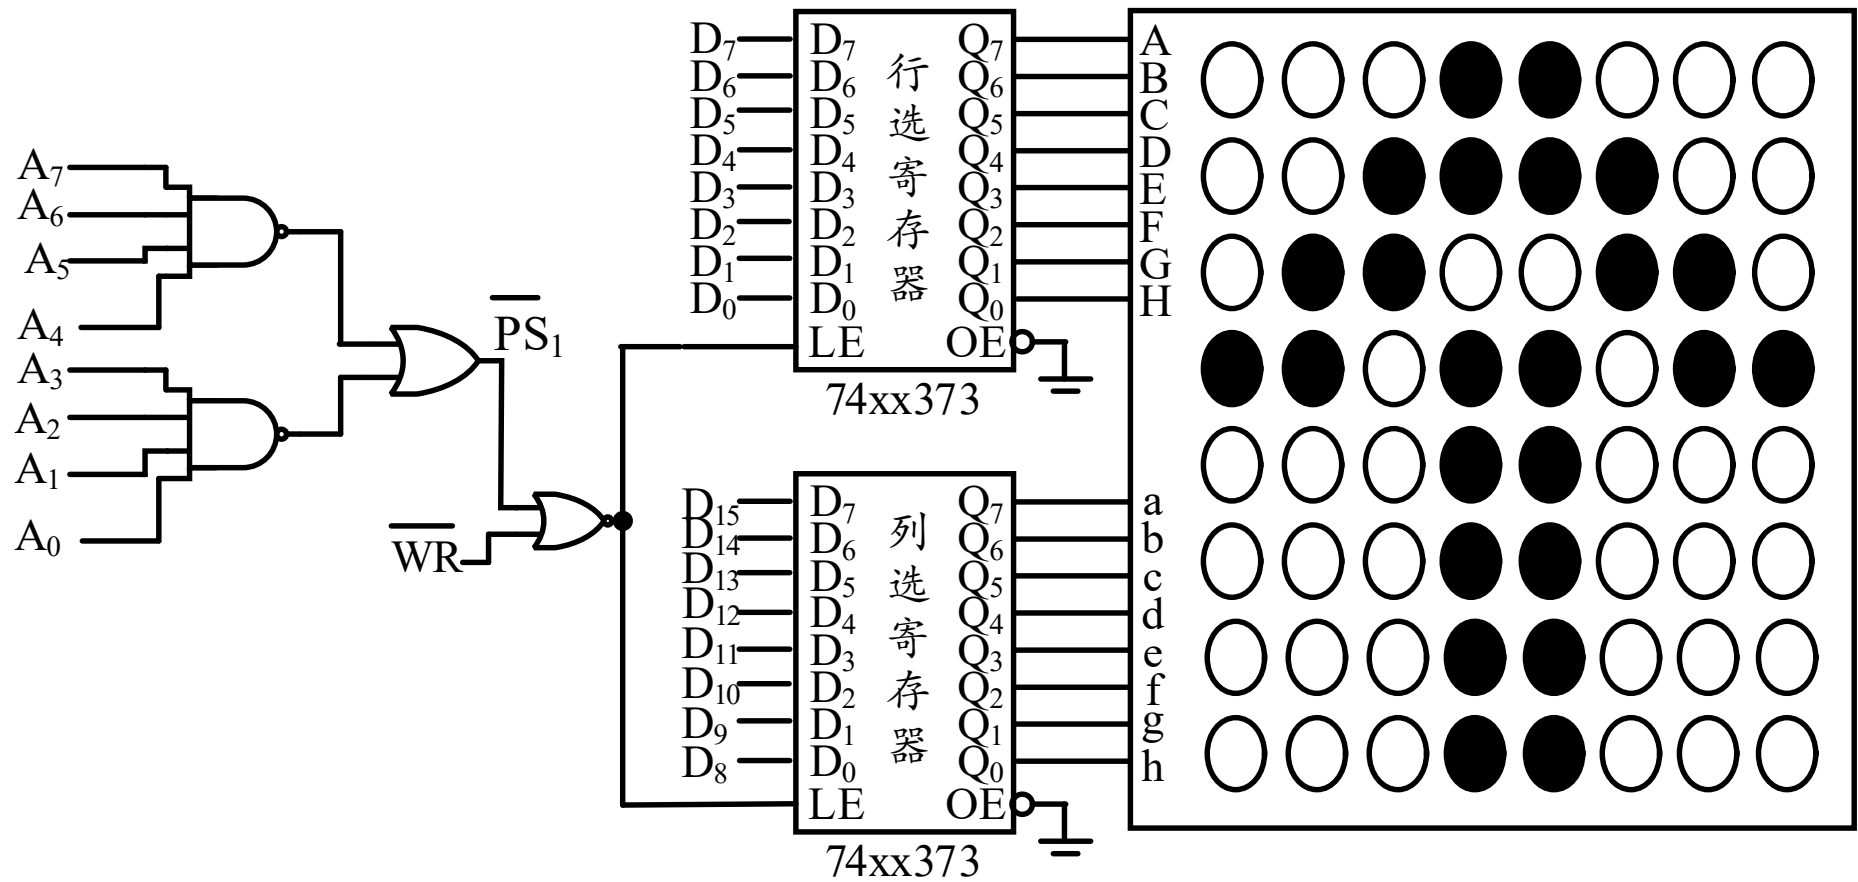 A7
A6
A5
A4
A3
A2
A1
A0
PS1
WR
D7 D7 Q7 A
D6 D6 Q6 B
D5 D5 Q5 C
D4 D4 Q4 D
D3 D3 Q3 E
D2 D2 Q2 F
D1 D1 Q1 G
D0 D0 Q0 H
行选寄存器
LE OE
74xx373
D15 D7 Q7 a
D14 D6 Q6 b
D13 D5 Q5 c
D12 D4 Q4 d
D11 D3 Q3 e
D10 D2 Q2 f
D9 D1 Q1 g
D8 D0 Q0 h
列选寄存器
LE OE
74xx373